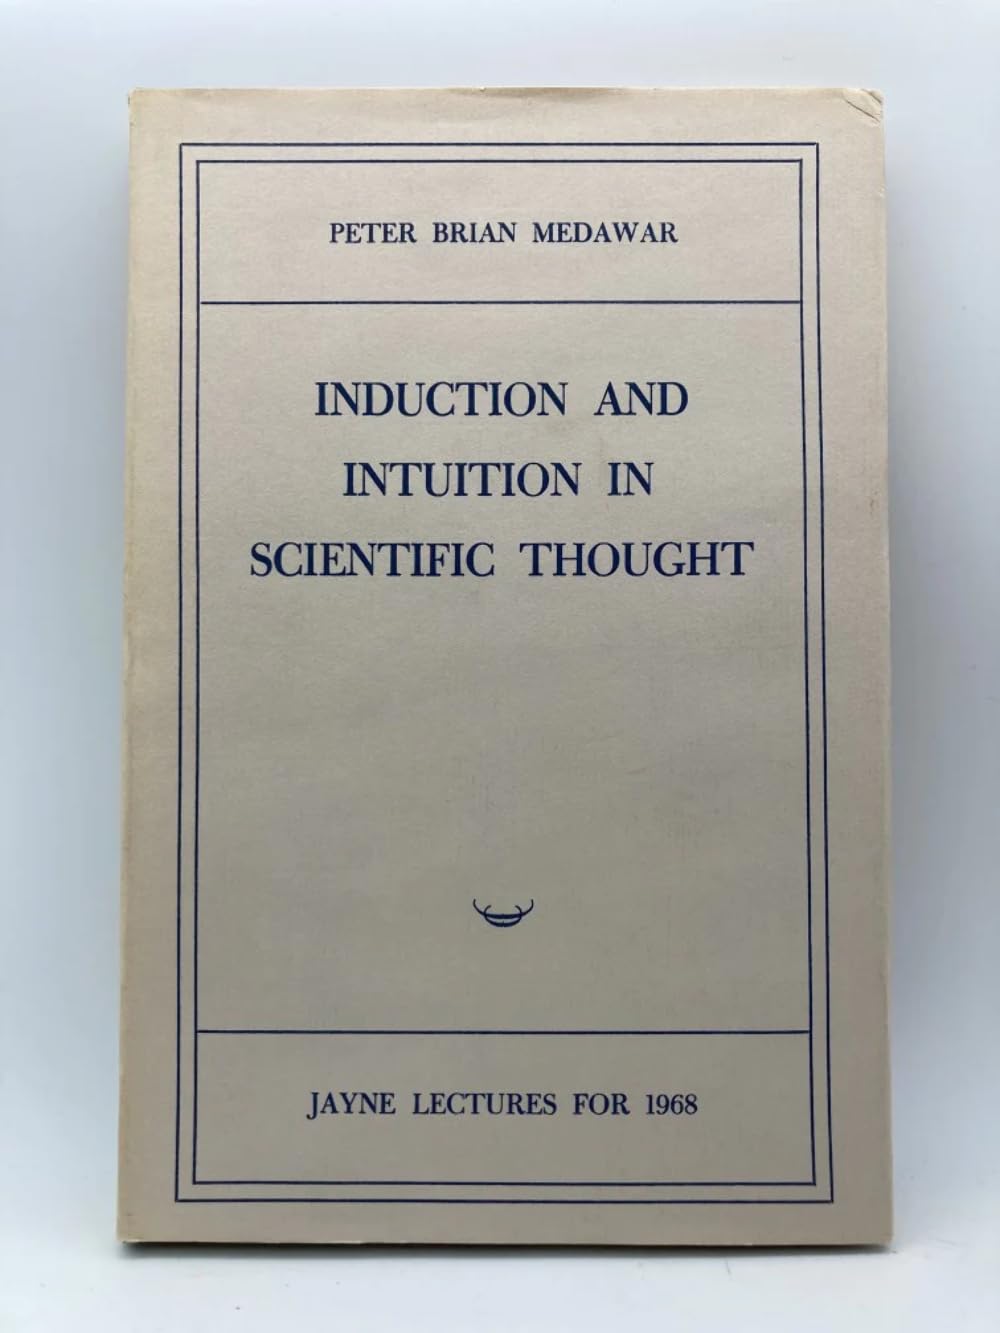 PETER BRIAN MEDAWAR
INDUCTION AND
INTUITION IN
SCIENTIFIC THOUGHT
JAYNE LECTURES FOR 1968